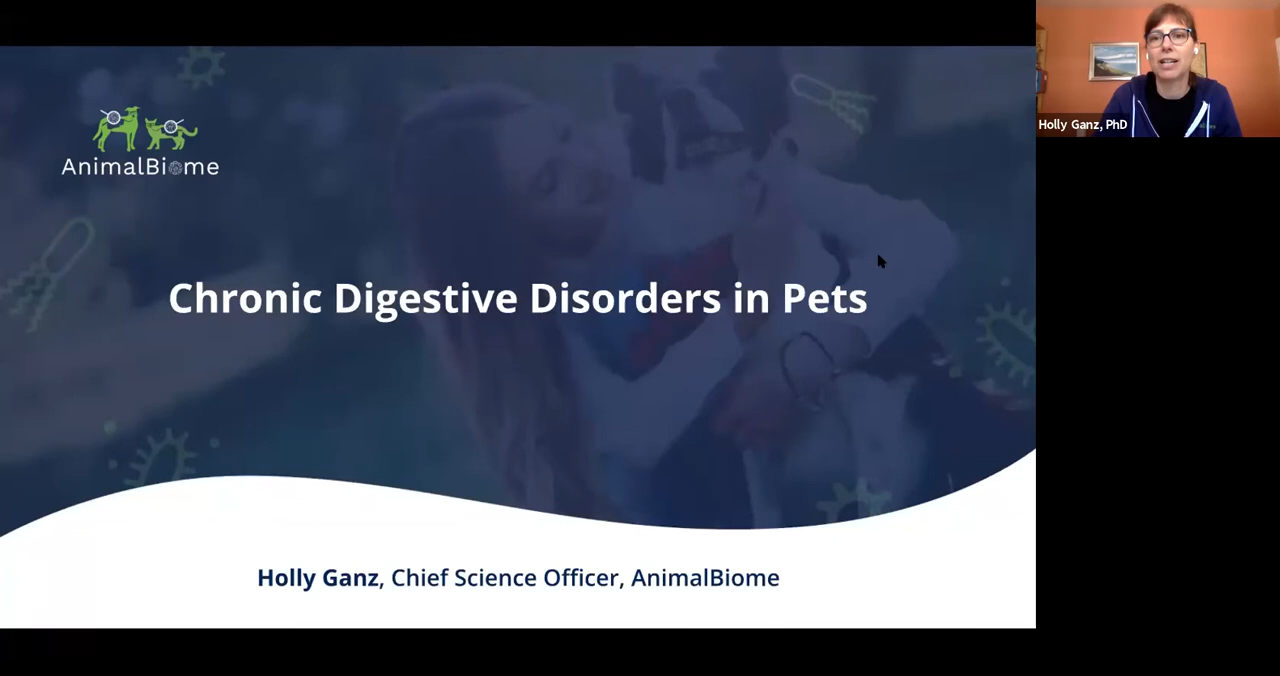 AnimalBiome
Chronic Digestive Disorders in Pets
Holly Ganz, Chief Science Officer, AnimalBiome
Holly Ganz, PhD